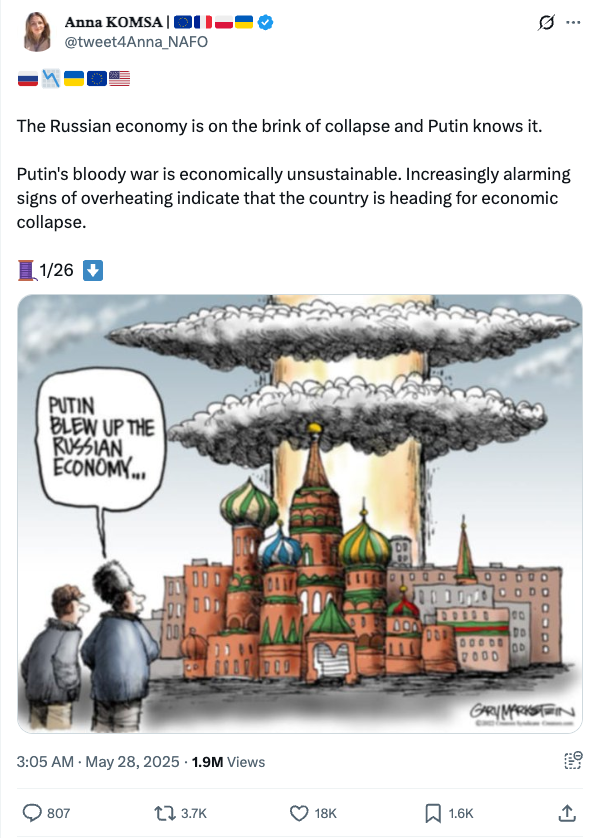 Anna KOMSA | 🇪🇺🇫🇷🇵🇱🇺🇦
@tweet4Anna_NAFO
🇷🇺📉🇺🇦🇪🇺🇺🇸
The Russian economy is on the brink of collapse and Putin knows it.
Putin's bloody war is economically unsustainable. Increasingly alarming
signs of overheating indicate that the country is heading for economic
collapse.
🧵1/26 ⬇️
PUTIN
BLEW UP THE
RUSSIAN
ECONOMY...
GARY MARKSTEIN
3:05 AM · May 28, 2025 · 1.9M Views
807 3.7K 18K 1.6K